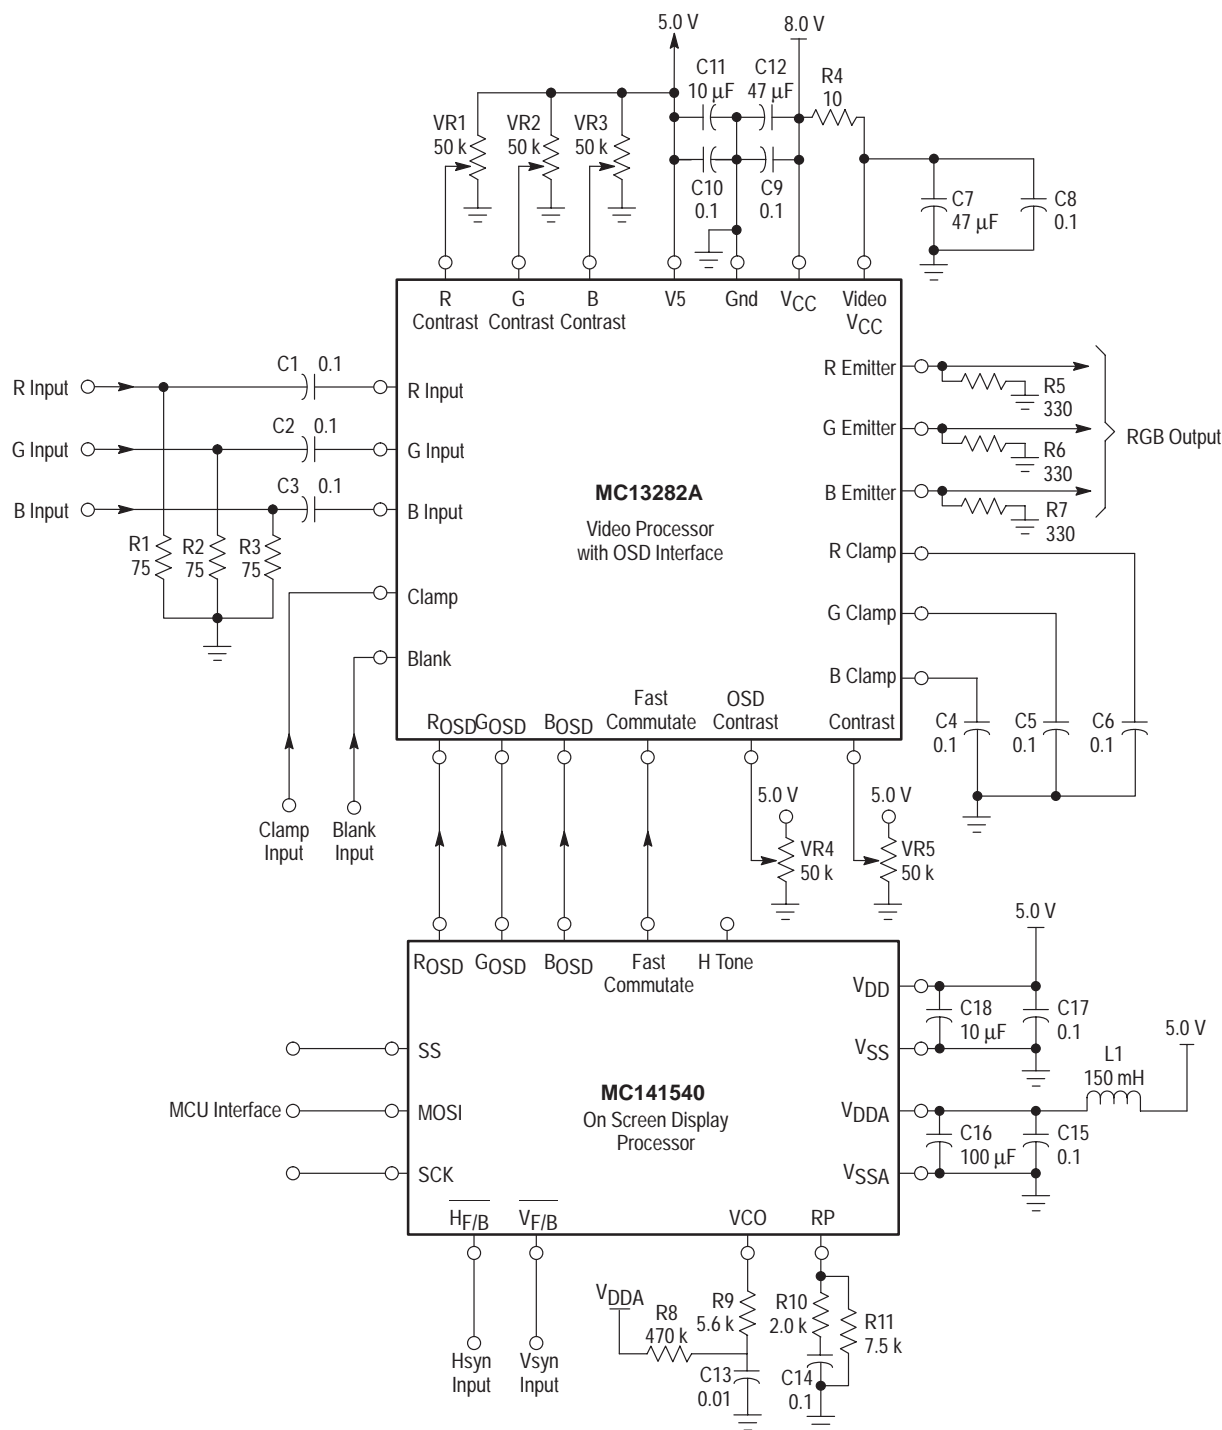 5.0 V
8.0 V
C11
10 μF
C12
47 μF
R4
10
VR1
50 k
VR2
50 k
VR3
50 k
C10
0.1
C9
0.1
C7
47 μF
C8
0.1
R
Contrast
G
Contrast
B
Contrast
V5
Gnd
VCC
Video
VCC
R Input
C1 0.1
R Input
G Input
C2 0.1
G Input
B Input
C3 0.1
B Input
R1
75
R2
75
R3
75
MC13282A
Video Processor
with OSD Interface
R Emitter
R5
330
G Emitter
R6
330
B Emitter
R7
330
RGB Output
R Clamp
G Clamp
B Clamp
Clamp
Blank
ROSD
GOSD
BOSD
Fast
Commutate
OSD
Contrast
Contrast
C4
0.1
C5
0.1
C6
0.1
Clamp
Input
Blank
Input
5.0 V
VR4
50 k
5.0 V
VR5
50 k
ROSD
GOSD
BOSD
Fast
Commutate
H Tone
5.0 V
VDD
C18
10 μF
C17
0.1
VSS
SS
MCU Interface
MOSI
SCK
MC141540
On Screen Display
Processor
5.0 V
L1
150 mH
VDDA
C16
100 μF
C15
0.1
VSSA
HF/B
VF/B
VCO
RP
Hsyn
Input
Vsyn
Input
VDDA
R8
470 k
R9
5.6 k
C13
0.01
R10
2.0 k
R11
7.5 k
C14
0.1